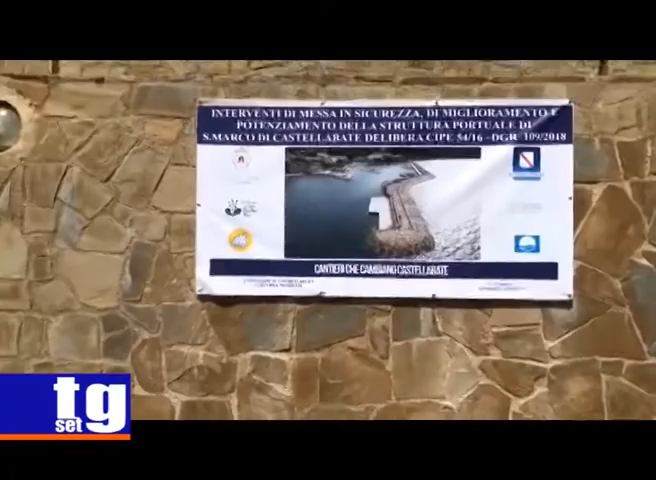 INTERVENTI DI MESSA IN SICUREZZA, DI MIGLIORAMENTO E
POTENZIAMENTO DELLA STRUTTURA PORTUALE DI
S.MARCO DI CASTELLABATE DELIBERA CIPE 54/16 - DGR 109/2018
CANTIERI CHE CAMBIANO CASTELLABATE
tg
set